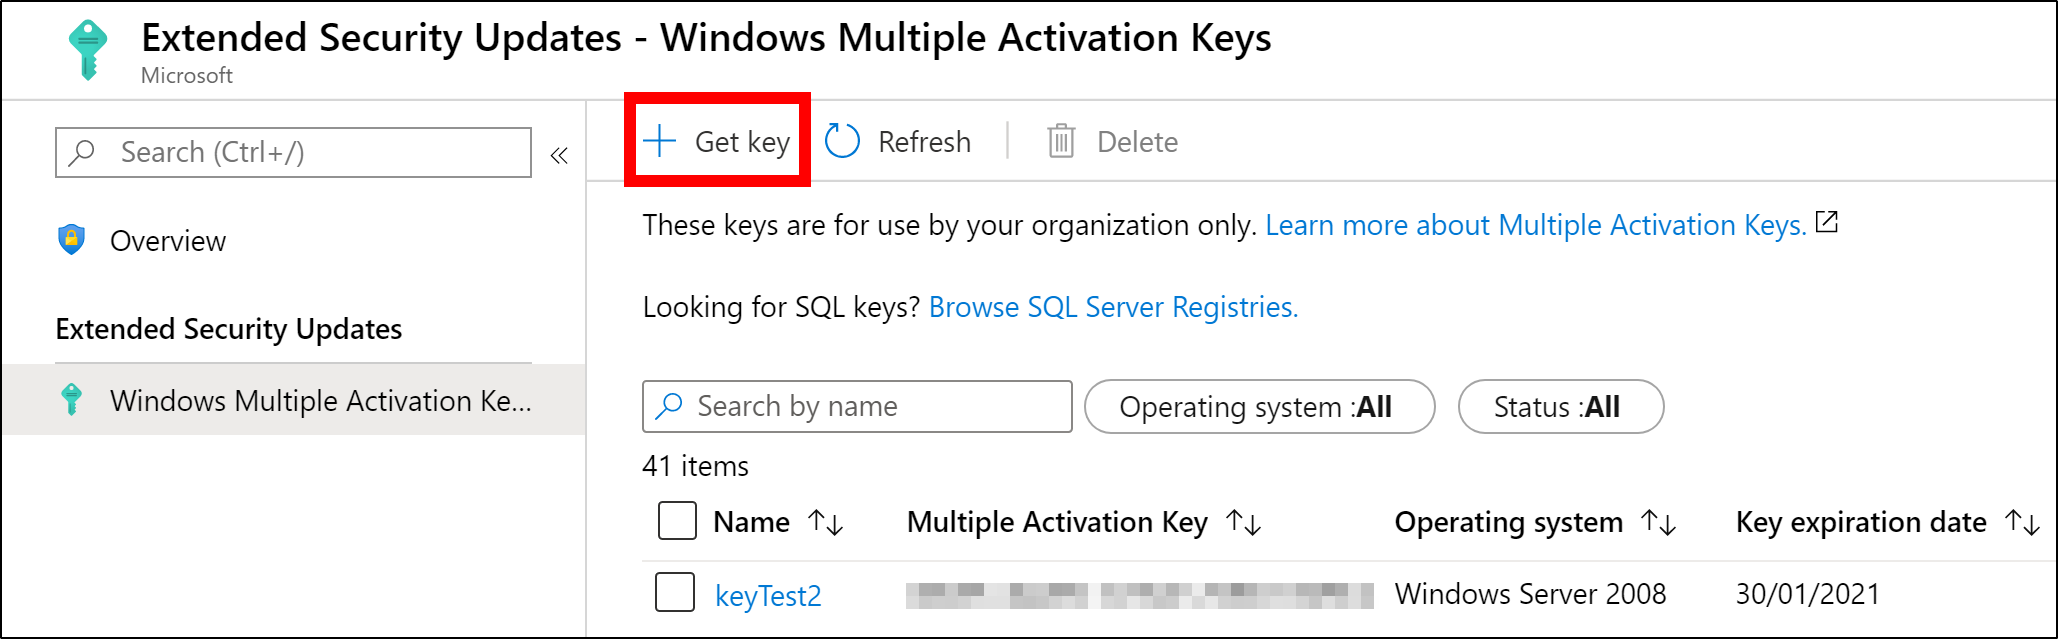 Extended Security Updates - Windows Multiple Activation Keys
Microsoft
Search (Ctrl+/)
«
Overview
Extended Security Updates
Windows Multiple Activation Ke...
Get key Refresh Delete
These keys are for use by your organization only. Learn more about Multiple Activation Keys.
Looking for SQL keys? Browse SQL Server Registries.
Search by name Operating system :All Status :All
41 items
Name Multiple Activation Key Operating system Key expiration date
keyTest2 Windows Server 2008 30/01/2021